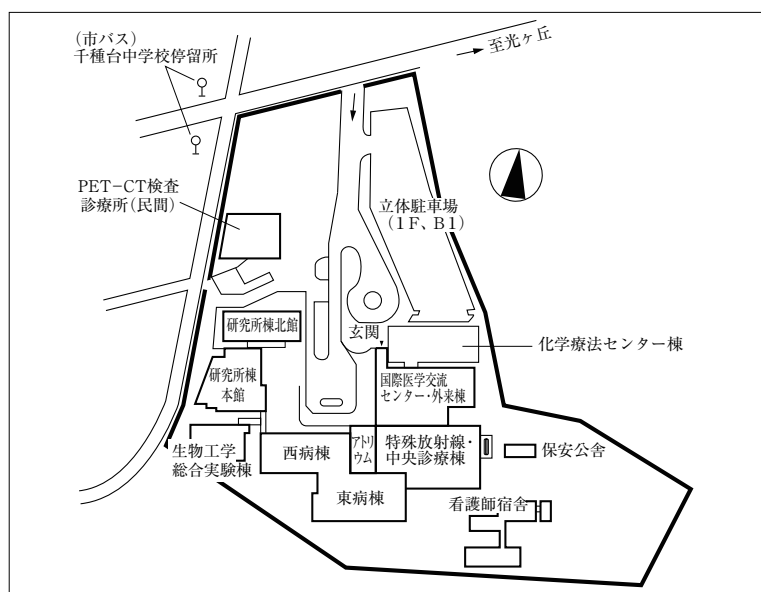 (市バス)
千種台中学校停留所
至光ヶ丘
PET-CT検査
診療所(民間)
立体駐車場
(1F、B1)
研究所棟北館
玄関
化学療法センター棟
研究所棟
本館
国際医学交流
センター・外来棟
生物工学
総合実験棟
西病棟
アトリ
ウム
特殊放射線・
中央診療棟
保安公舎
東病棟
看護師宿舎